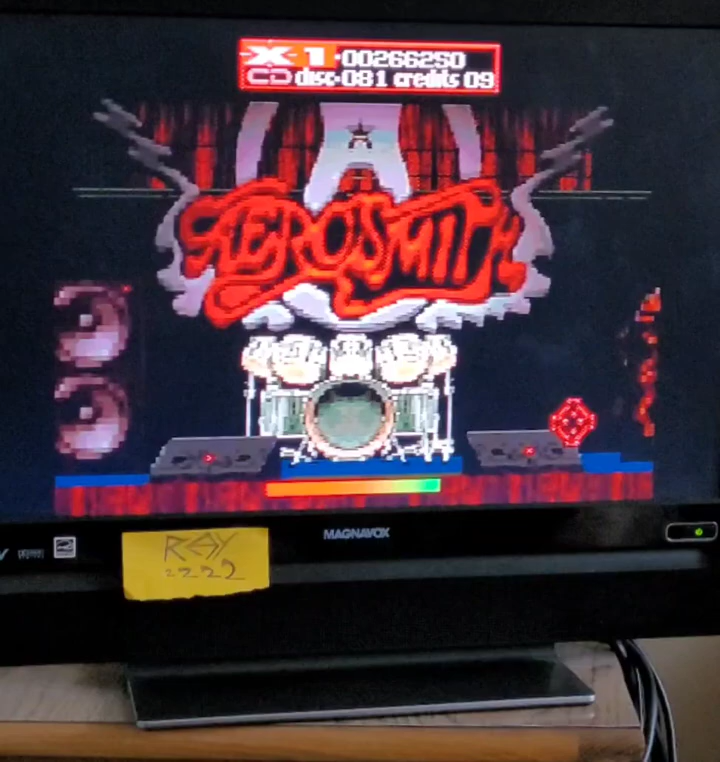 X-1 00266250
CD disc-081 credits 09
A
AEROSMITH
MAGNAVOX
RAY
2222